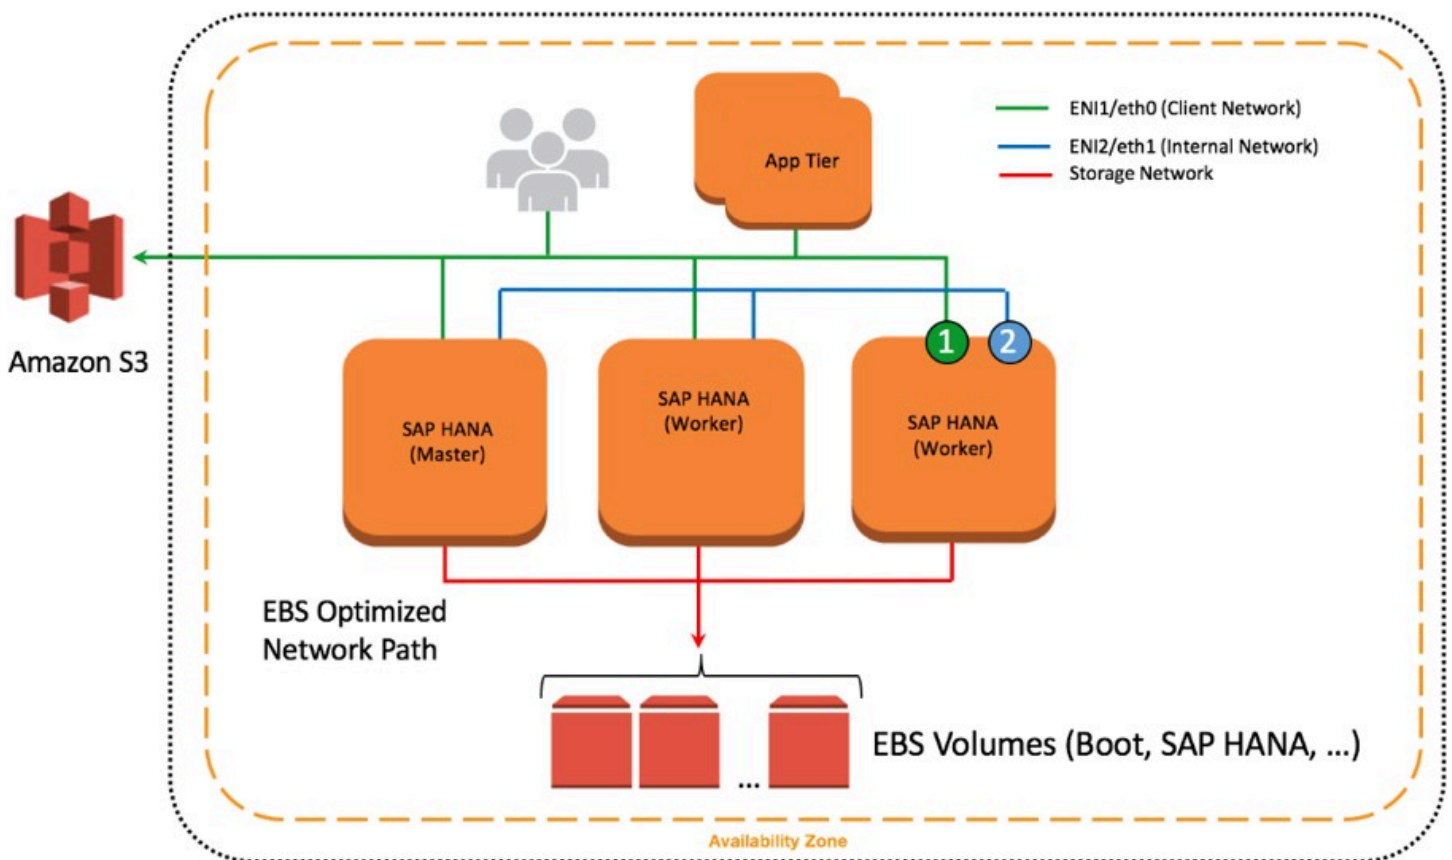 ENI1/eth0 (Client Network)
ENI2/eth1 (Internal Network)
Storage Network
App Tier
Amazon S3
1
2
SAP HANA
(Master)
SAP HANA
(Worker)
SAP HANA
(Worker)
EBS Optimized
Network Path
...
EBS Volumes (Boot, SAP HANA, ...)
Availability Zone